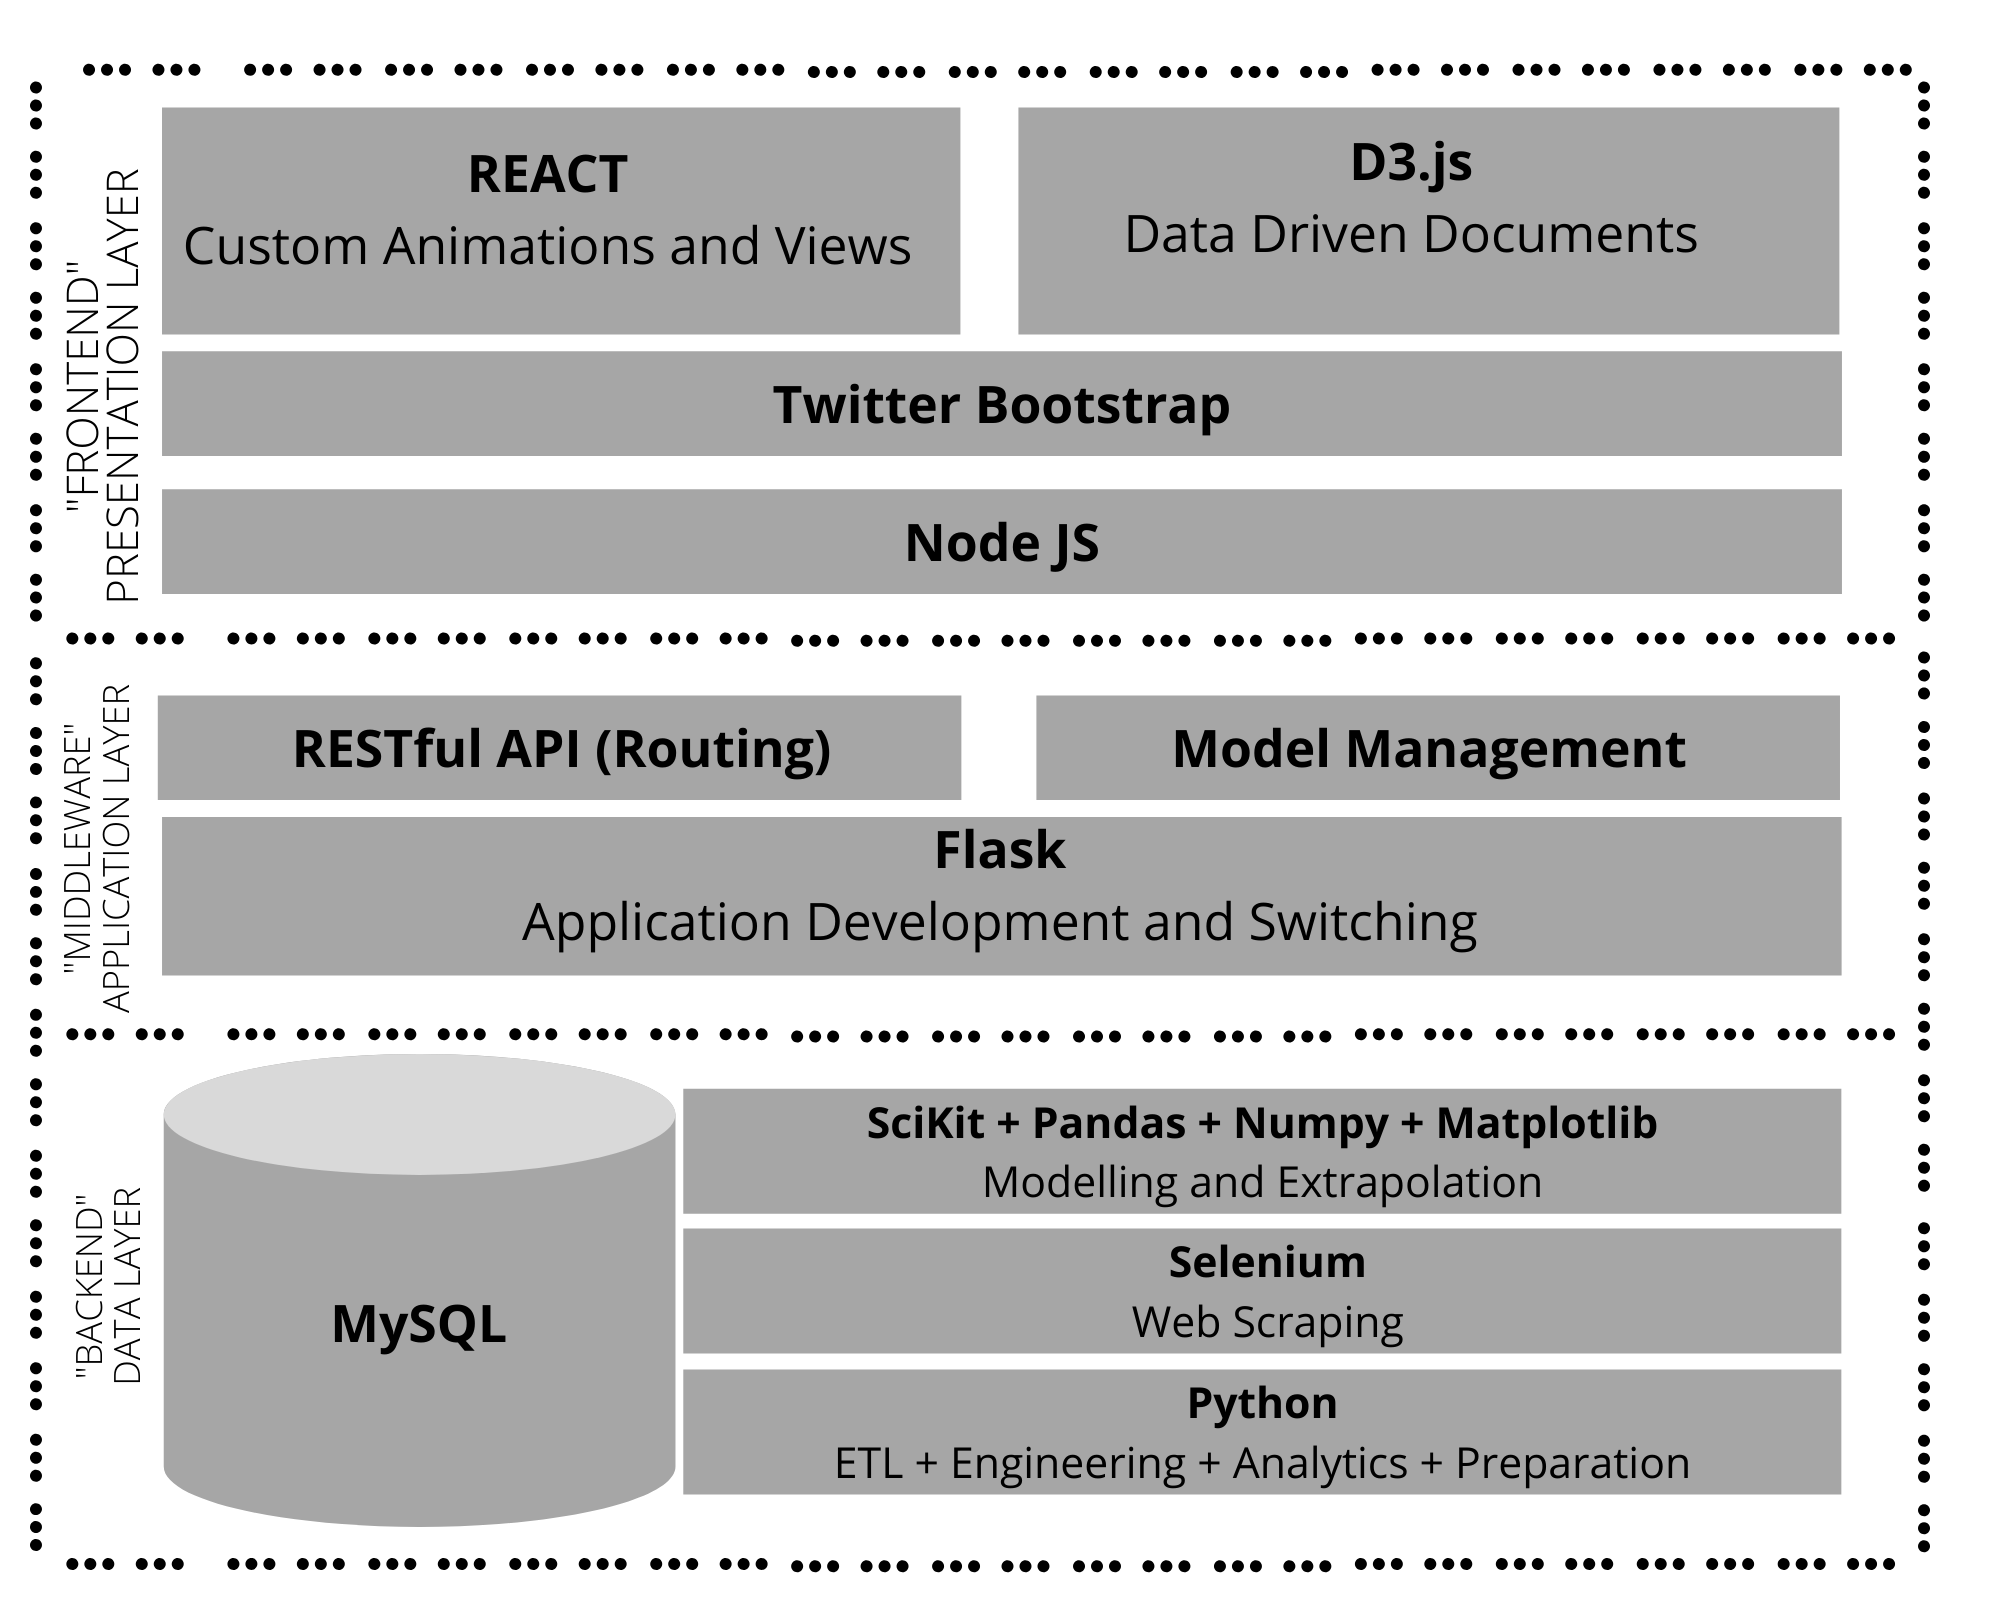 "FRONTEND"
PRESENTATION LAYER
REACT
Custom Animations and Views
D3.js
Data Driven Documents
Twitter Bootstrap
Node JS
"MIDDLEWARE"
APPLICATION LAYER
RESTful API (Routing)
Model Management
Flask
Application Development and Switching
"BACKEND"
DATA LAYER
MySQL
SciKit + Pandas + Numpy + Matplotlib
Modelling and Extrapolation
Selenium
Web Scraping
Python
ETL + Engineering + Analytics + Preparation